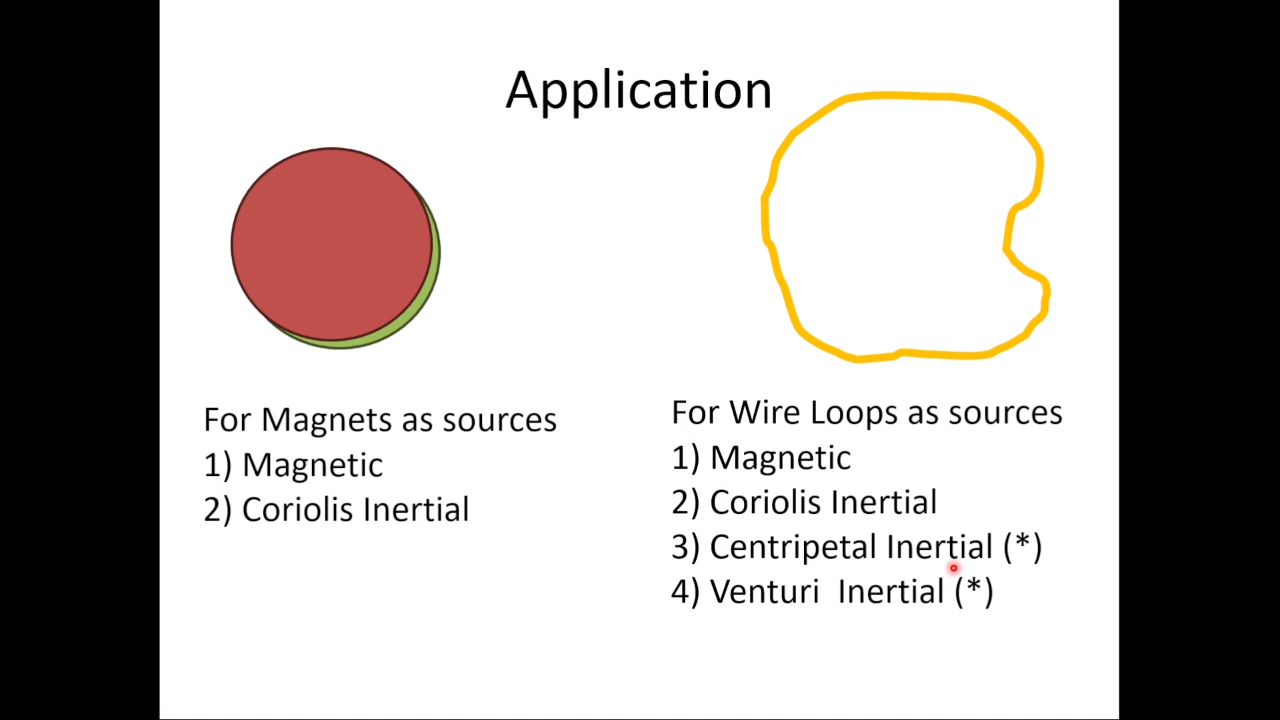 Application
For Magnets as sources
1) Magnetic
2) Coriolis Inertial
For Wire Loops as sources
1) Magnetic
2) Coriolis Inertial
3) Centripetal Inertial (*)
4) Venturi  Inertial (*)